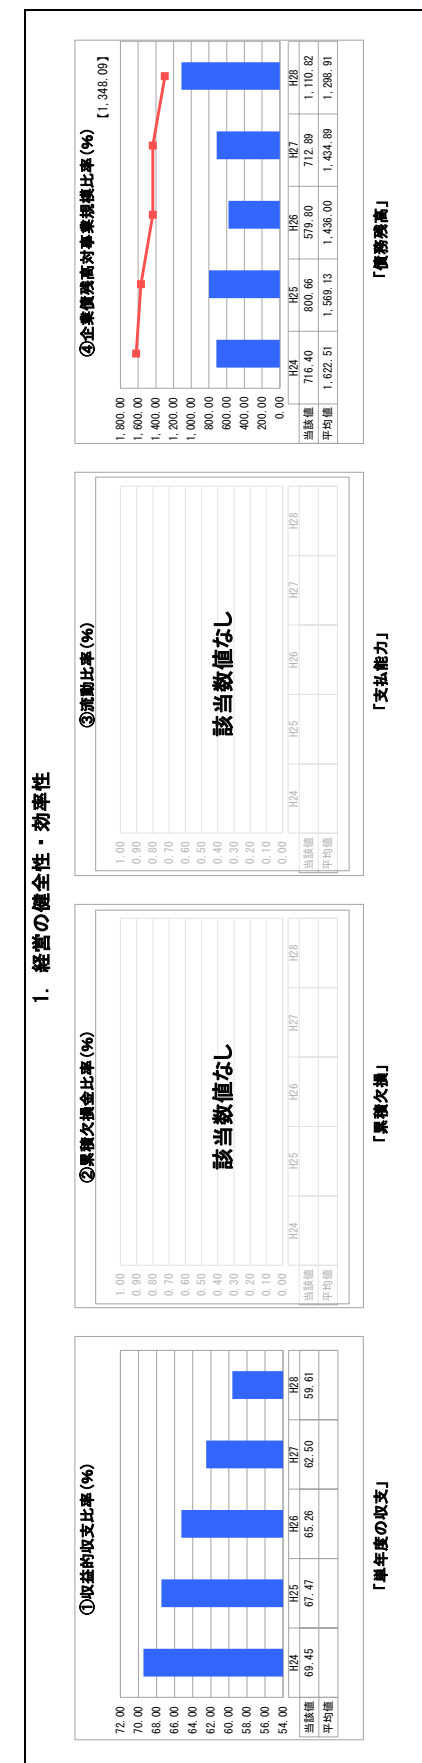 1. 経営の健全性・効率性
①収益的収支比率(%)
72.00
70.00
68.00
66.00
64.00
62.00
60.00
58.00
56.00
54.00
H24 H25 H26 H27 H28
当該値 69.45 67.47 65.26 62.50 59.61
平均値
「単年度の収支」
②累積欠損金比率(%)
1.00
0.90
0.80
0.70
0.60
0.50
0.40
0.30
0.20
0.10
0.00
該当数値なし
H24 H25 H26 H27 H28
当該値
平均値
「累積欠損」
③流動比率(%)
1.00
0.90
0.80
0.70
0.60
0.50
0.40
0.30
0.20
0.10
0.00
該当数値なし
H24 H25 H26 H27 H28
当該値
平均値
「支払能力」
④企業債残高対事業規模比率(%)
【1,348.09】
1,800.00
1,600.00
1,400.00
1,200.00
1,000.00
800.00
600.00
400.00
200.00
0.00
H24 H25 H26 H27 H28
当該値 716.40 800.66 579.80 712.89 1,110.82
平均値 1,622.51 1,569.13 1,436.00 1,434.89 1,298.91
「債務残高」